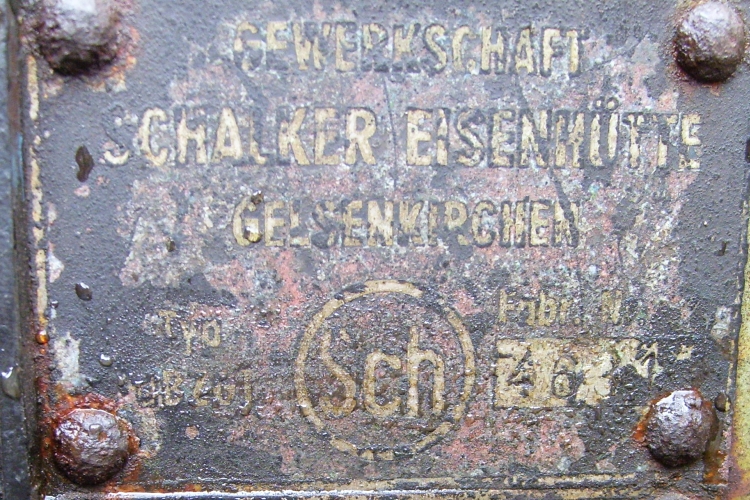 GEWERKSCHAFT
SCHALKER EISENHÜTTE
GELSENKIRCHEN
Typ
Sch
Fabr. N